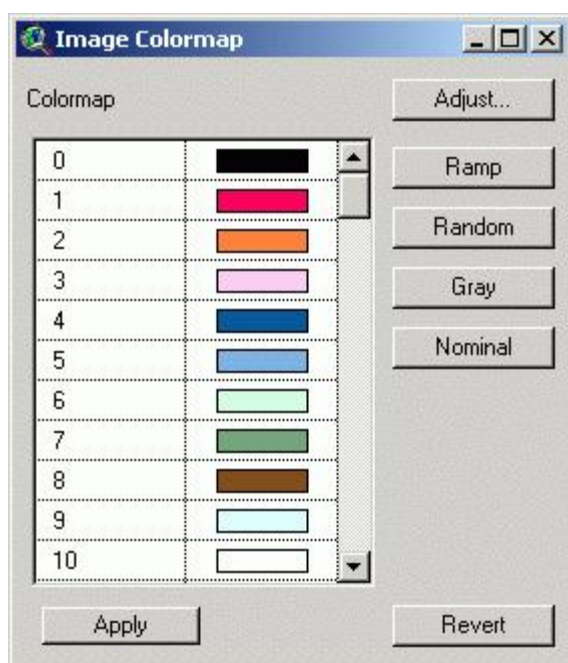 Image Colormap
Colormap
Adjust...
0
Ramp
1
2
Random
3
Gray
4
Nominal
5
6
7
8
9
10
Apply
Revert